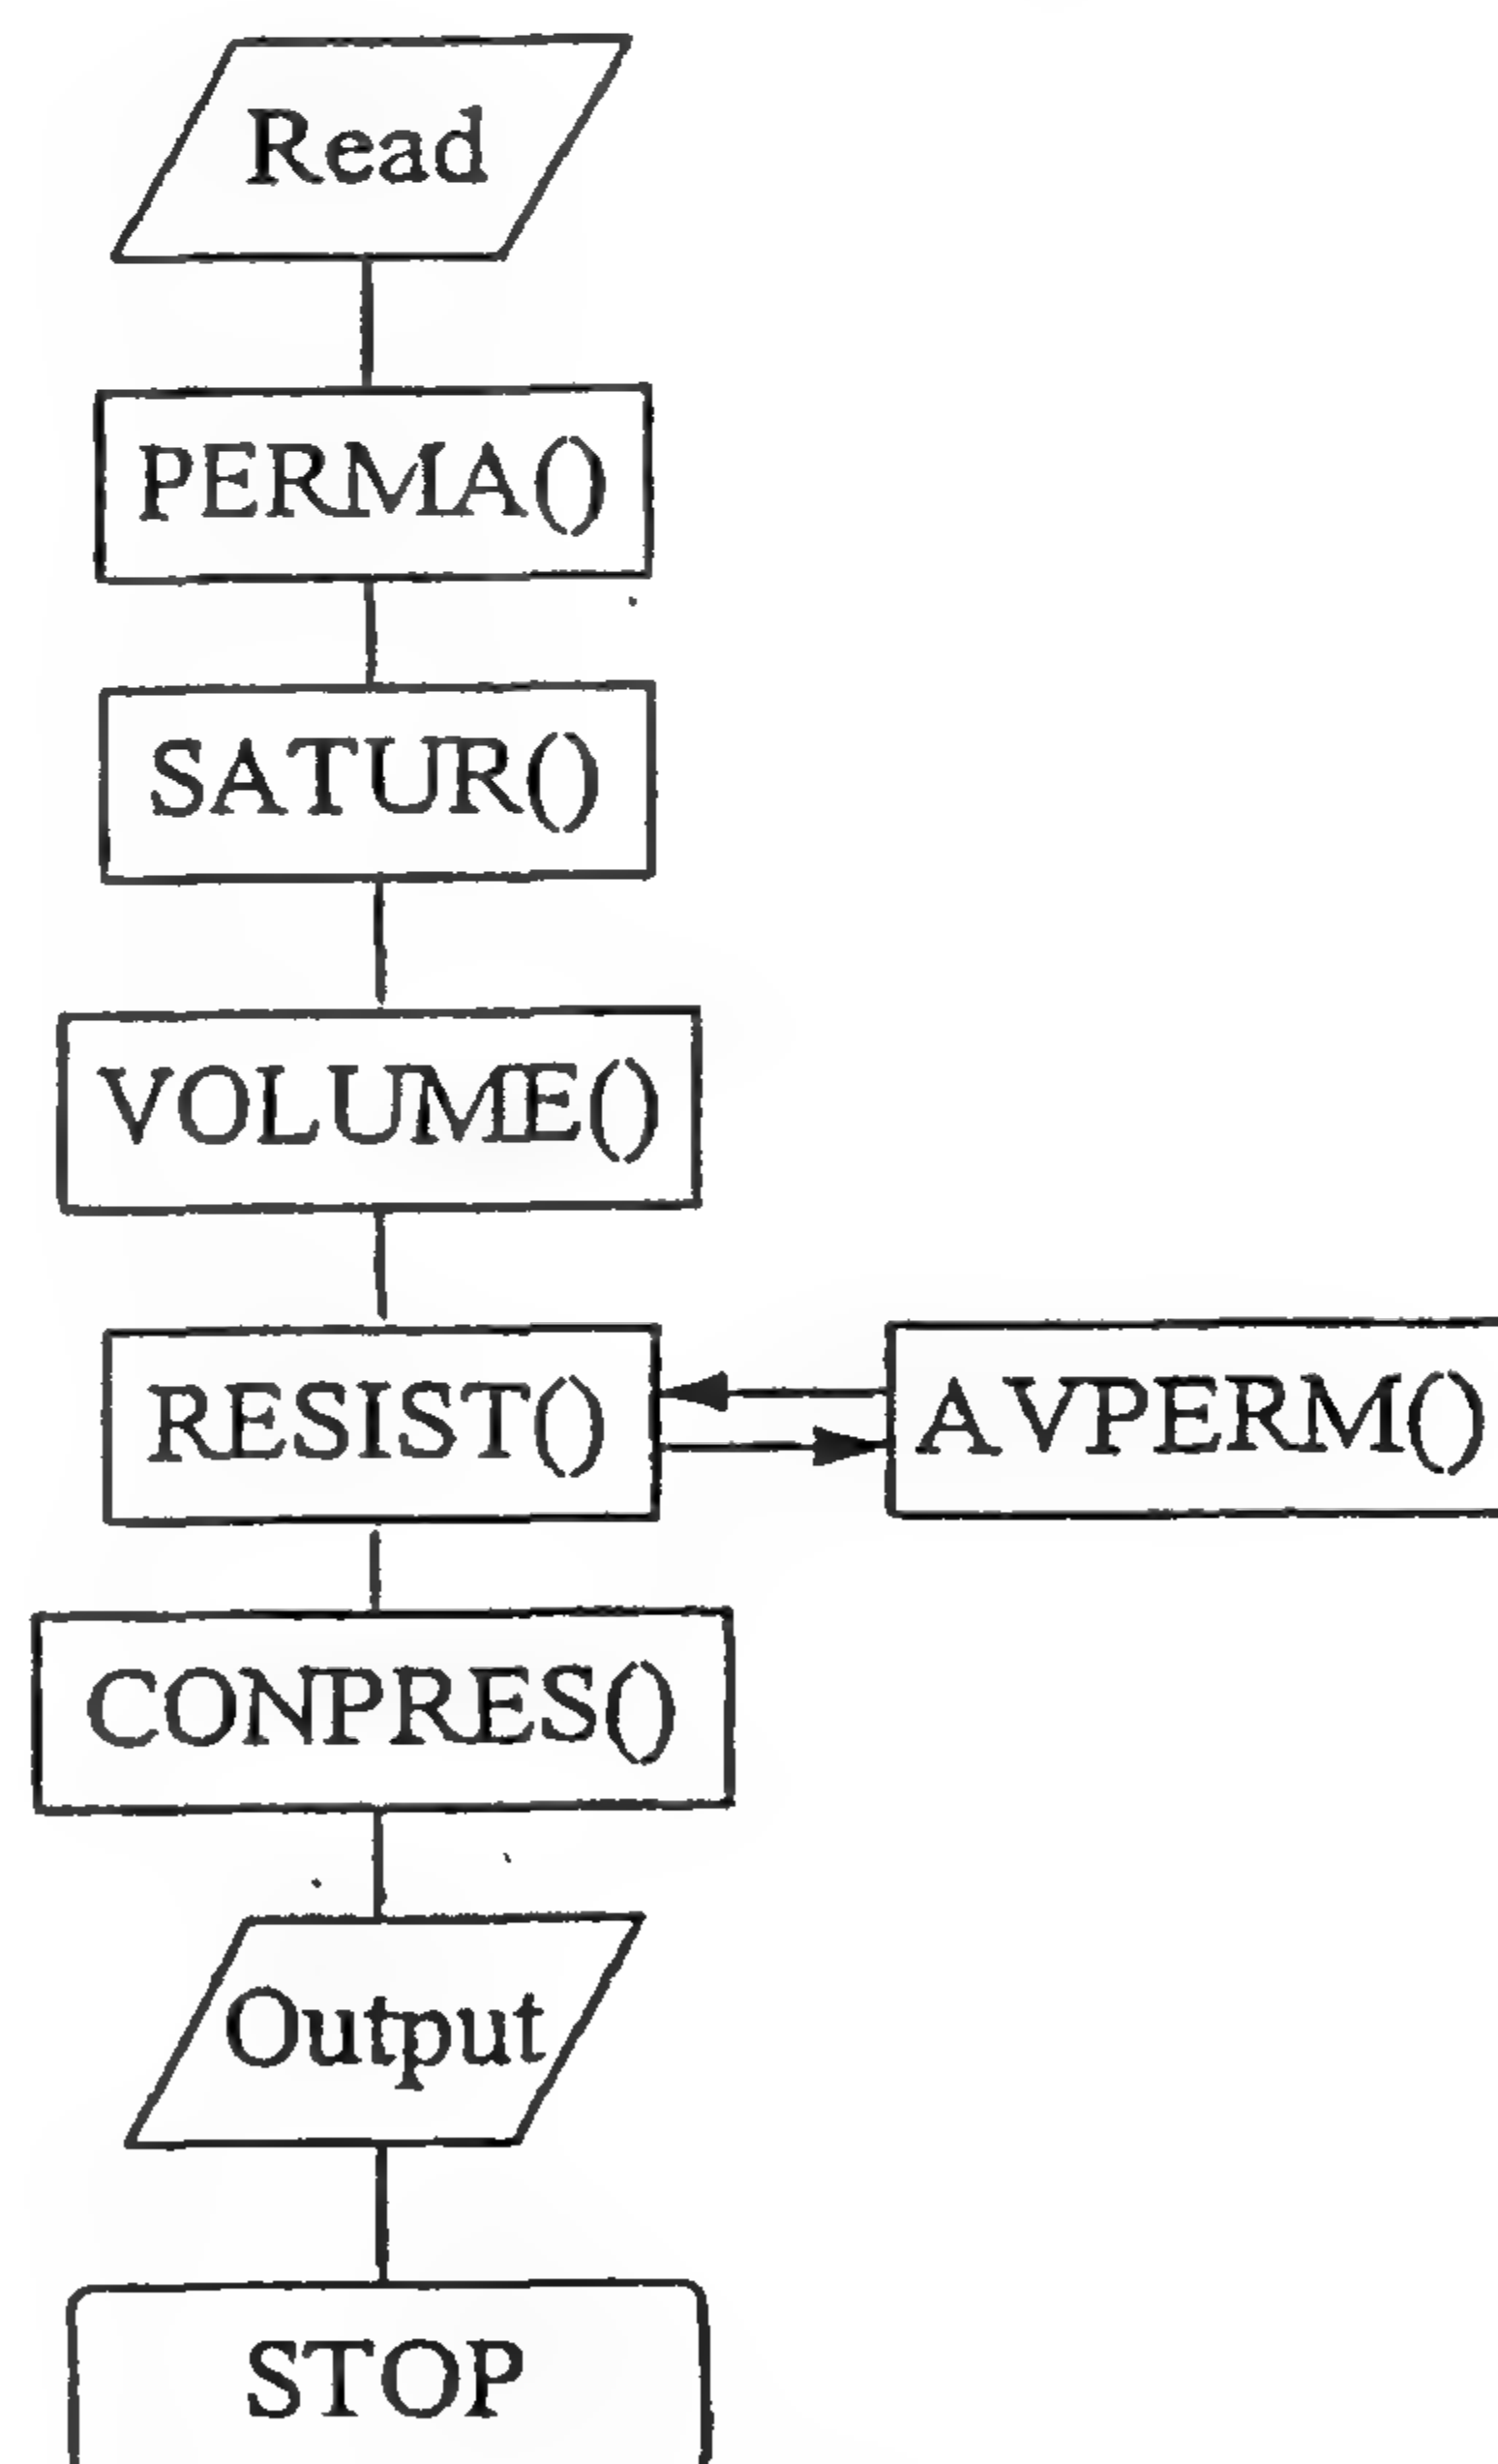 Read
PERMA()
SATUR()
VOLUME()
RESIST()
AVPERM()
CONPRES()
Output
STOP